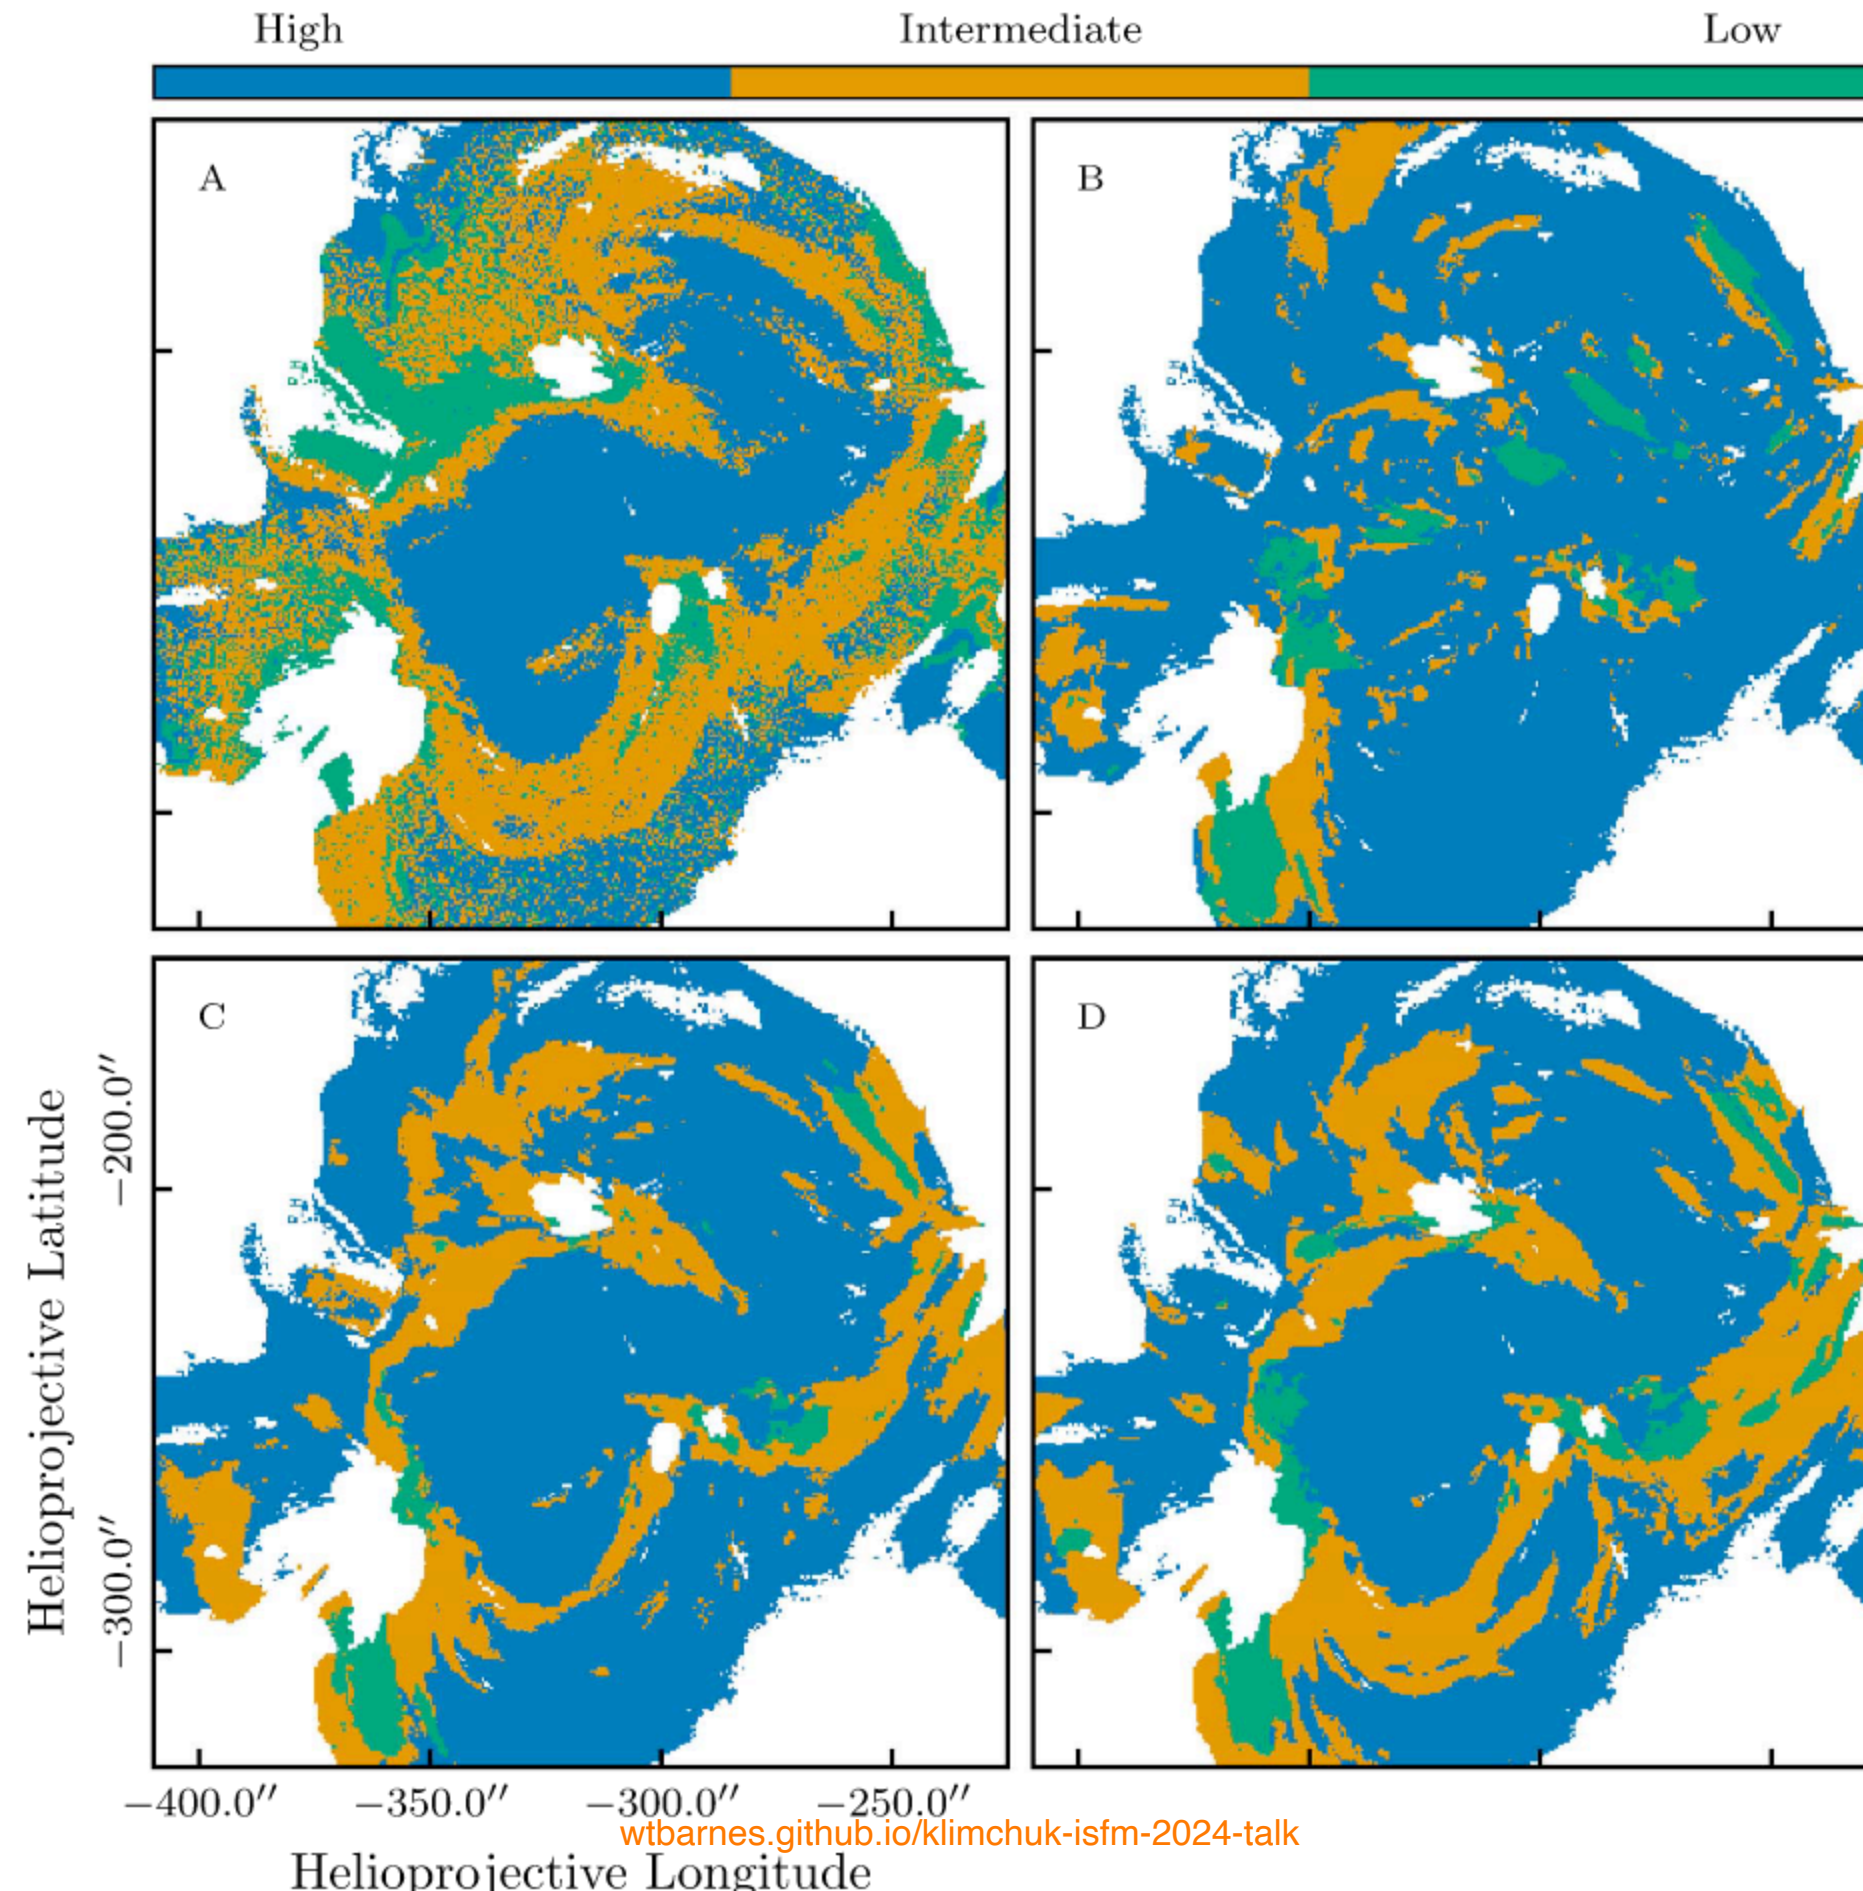 High Intermediate Low
A
B
C
D
Helioprojective Latitude
−200.0″
−300.0″
−400.0″ −350.0″ −300.0″ −250.0″
wtbarnes.github.io/klimchuk-isfm-2024-talk
Helioprojective Longitude